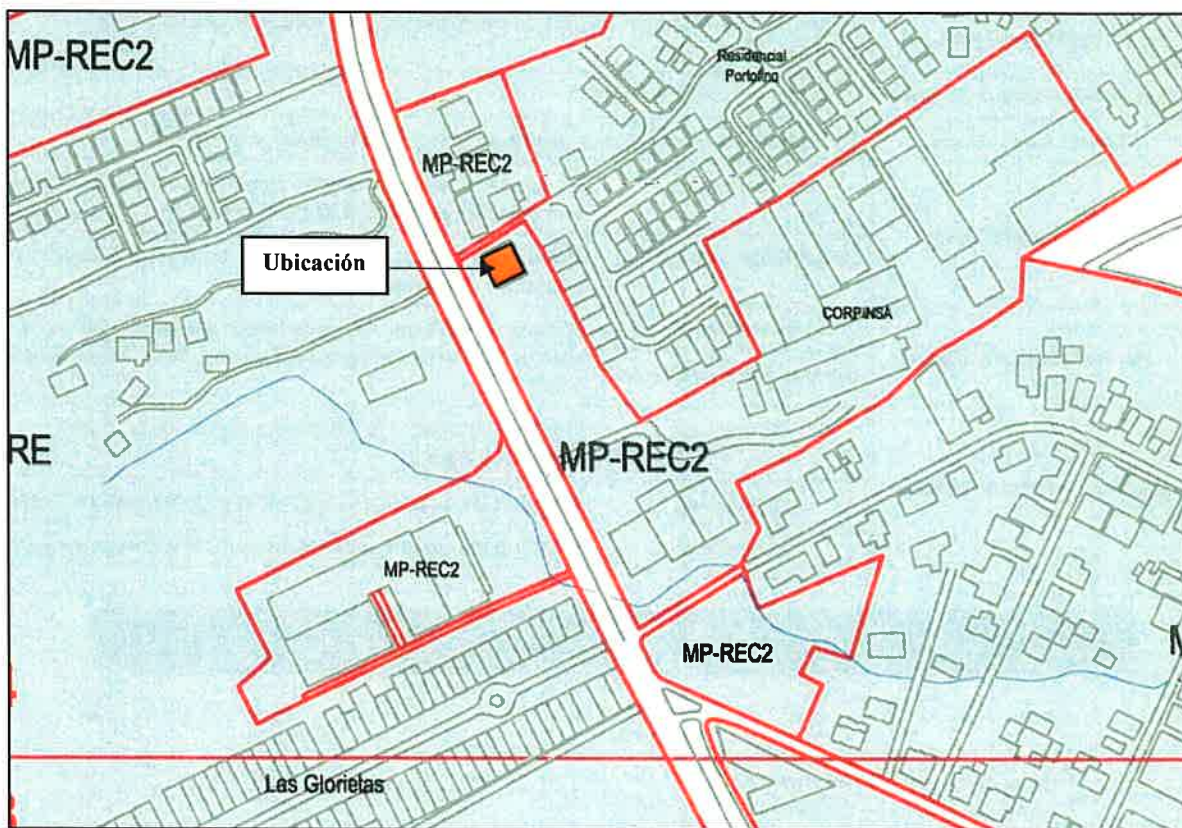 MP-REC2
Residencial
Portofino
MP-REC2
Ubicación
CORPINSA
RE
MP-REC2
MP-REC2
MP-REC2
M
Las Glorietas